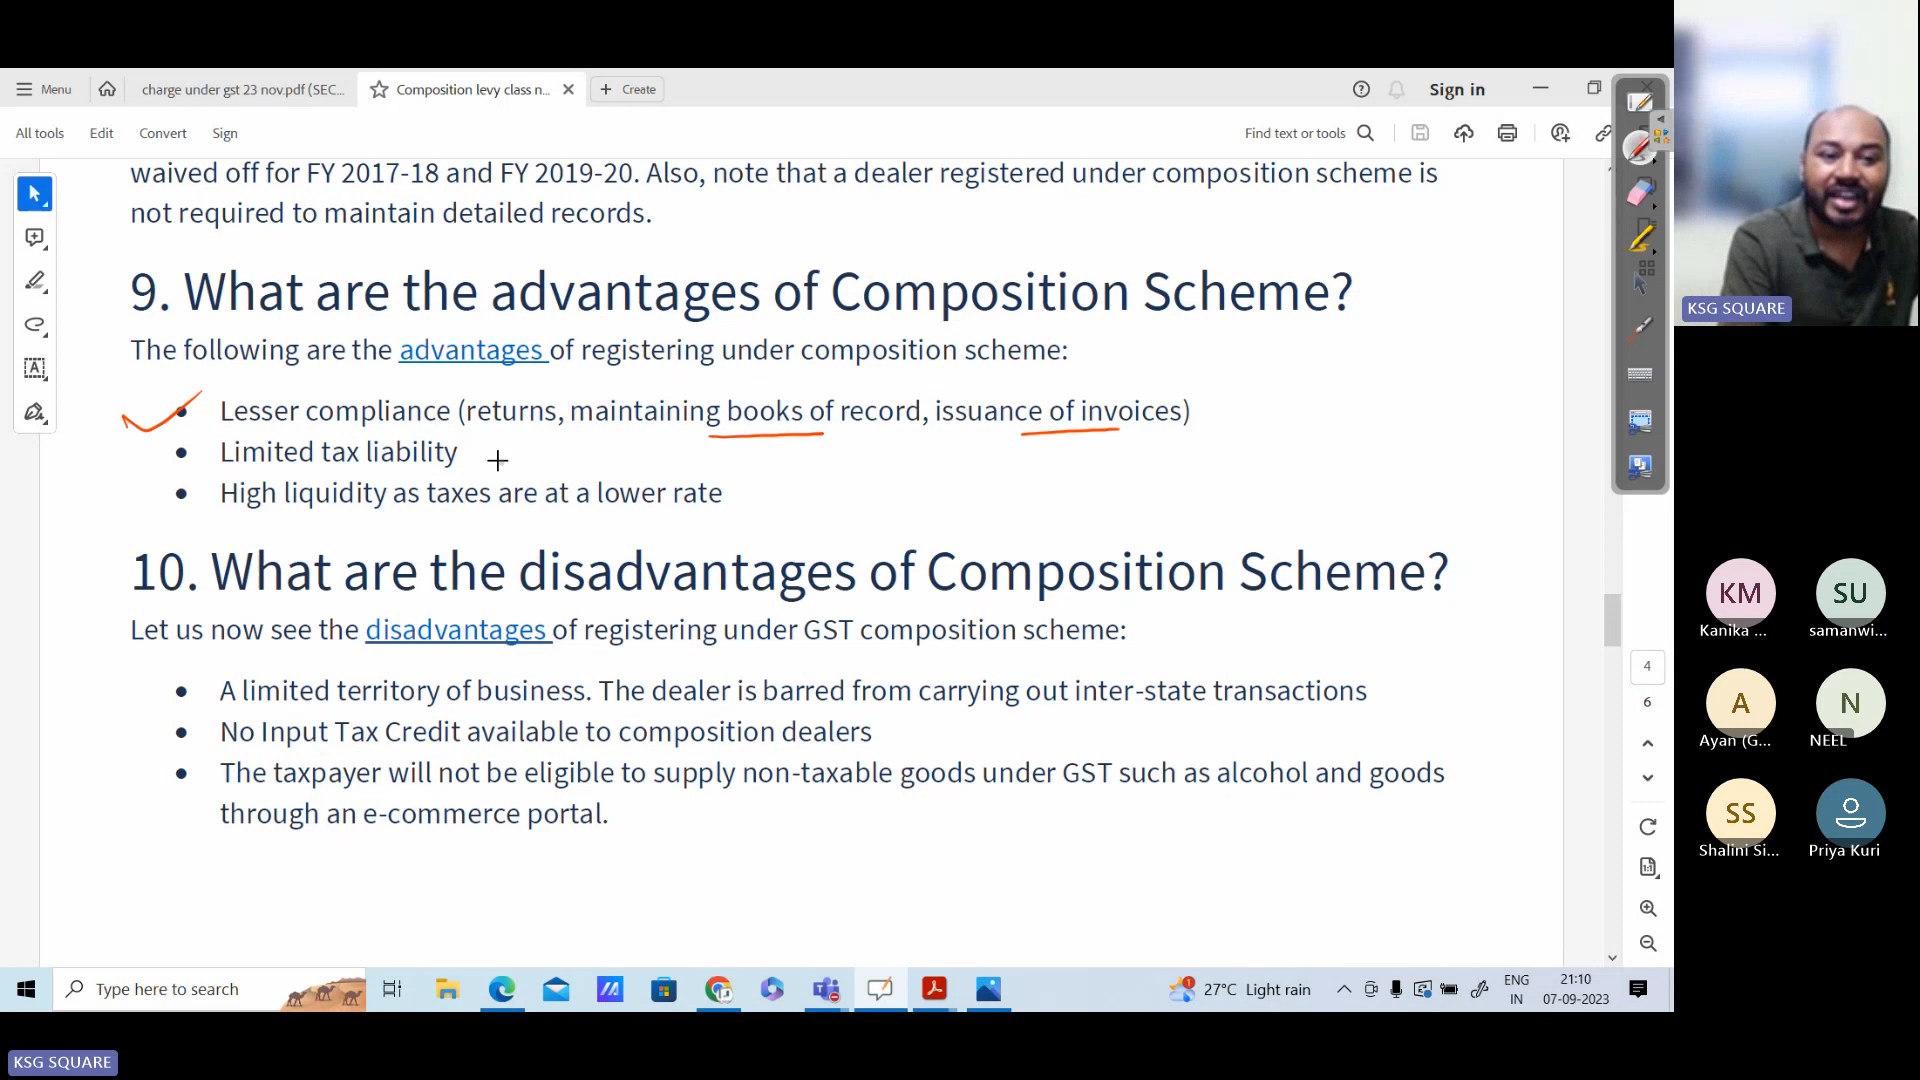 Menu
charge under gst 23 nov.pdf (SEC...
Composition levy class n...
Create
Sign in
All tools
Edit
Convert
Sign
Find text or tools
waived off for FY 2017-18 and FY 2019-20. Also, note that a dealer registered under composition scheme is
not required to maintain detailed records.
9. What are the advantages of Composition Scheme?
The following are the advantages of registering under composition scheme:
Lesser compliance (returns, maintaining books of record, issuance of invoices)
Limited tax liability
High liquidity as taxes are at a lower rate
10. What are the disadvantages of Composition Scheme?
Let us now see the disadvantages of registering under GST composition scheme:
A limited territory of business. The dealer is barred from carrying out inter-state transactions
No Input Tax Credit available to composition dealers
The taxpayer will not be eligible to supply non-taxable goods under GST such as alcohol and goods
through an e-commerce portal.
4
6
KSG SQUARE
KM
SU
Kanika ...
samanwi...
A
N
Ayan (G...
NEEL
SS
Shalini Si...
Priya Kuri
Type here to search
27°C Light rain
ENG
IN
21:10
07-09-2023
KSG SQUARE